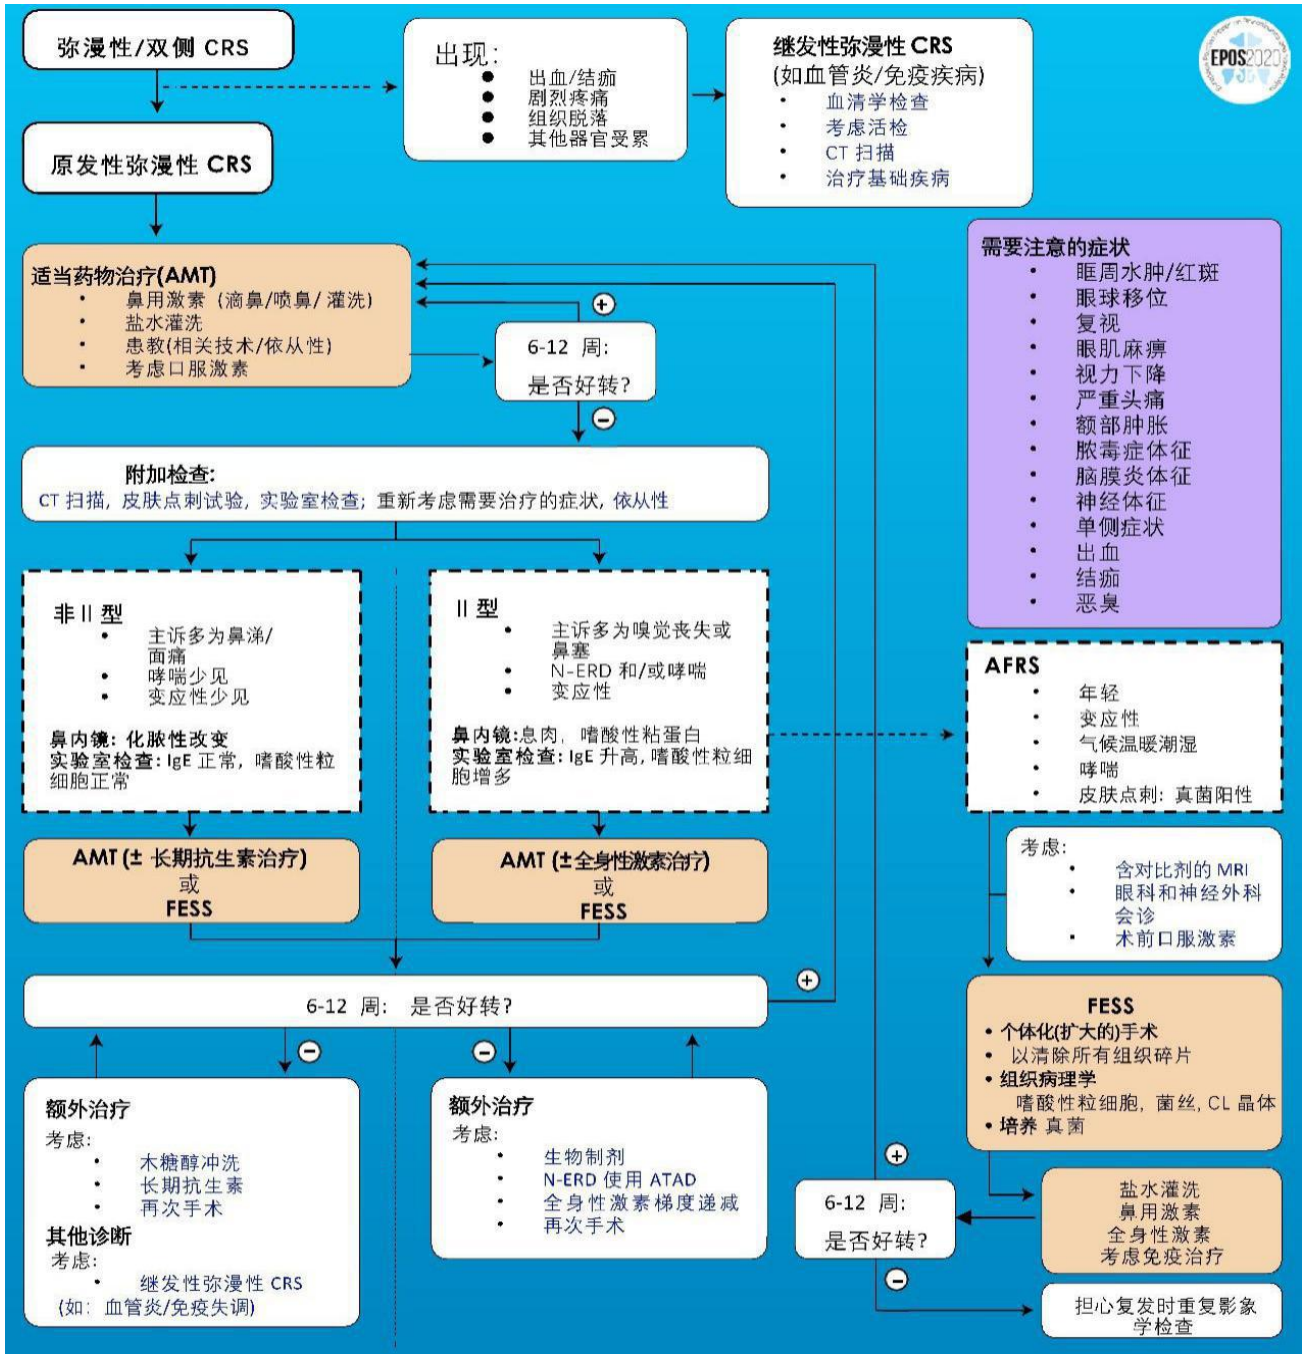 弥漫性/双侧 CRS
出现：
● 出血/结痂
● 剧烈疼痛
● 组织脱落
● 其他器官受累
继发性弥漫性 CRS
(如血管炎/免疫疾病)
• 血清学检查
• 考虑活检
• CT 扫描
• 治疗基础疾病
EPOS2020
原发性弥漫性 CRS
适当药物治疗(AMT)
• 鼻用激素 (滴鼻/喷鼻/ 灌洗)
• 盐水灌洗
• 患教(相关技术/依从性)
• 考虑口服激素
+
6-12 周:
是否好转?
−
需要注意的症状
• 眶周水肿/红斑
• 眼球移位
• 复视
• 眼肌麻痹
• 视力下降
• 严重头痛
• 额部肿胀
• 脓毒症体征
• 脑膜炎体征
• 神经体征
• 单侧症状
• 出血
• 结痂
• 恶臭
附加检查:
CT 扫描, 皮肤点刺试验, 实验室检查; 重新考虑需要治疗的症状, 依从性
非 II 型
• 主诉多为鼻涕/
面痛
• 哮喘少见
• 变应性少见
鼻内镜: 化脓性改变
实验室检查: IgE 正常, 嗜酸性粒
细胞正常
II 型
• 主诉多为嗅觉丧失或
鼻塞
• N-ERD 和/或哮喘
• 变应性
鼻内镜:息肉, 嗜酸性粘蛋白
实验室检查: IgE 升高, 嗜酸性粒细
胞增多
AFRS
• 年轻
• 变应性
• 气候温暖潮湿
• 哮喘
• 皮肤点刺: 真菌阳性
AMT (± 长期抗生素治疗)
或
FESS
AMT (±全身性激素治疗)
或
FESS
考虑:
• 含对比剂的 MRI
• 眼科和神经外科
会诊
• 术前口服激素
6-12 周: 是否好转?
+
−
−
额外治疗
考虑:
• 木糖醇冲洗
• 长期抗生素
• 再次手术
其他诊断
考虑:
• 继发性弥漫性 CRS
(如: 血管炎/免疫失调)
额外治疗
考虑:
• 生物制剂
• N-ERD 使用 ATAD
• 全身性激素梯度递减
• 再次手术
FESS
• 个体化(扩大的)手术
• 以清除所有组织碎片
• 组织病理学
嗜酸性粒细胞, 菌丝, CL 晶体
• 培养 真菌
+
6-12 周:
是否好转?
−
盐水灌洗
鼻用激素
全身性激素
考虑免疫治疗
担心复发时重复影象
学检查